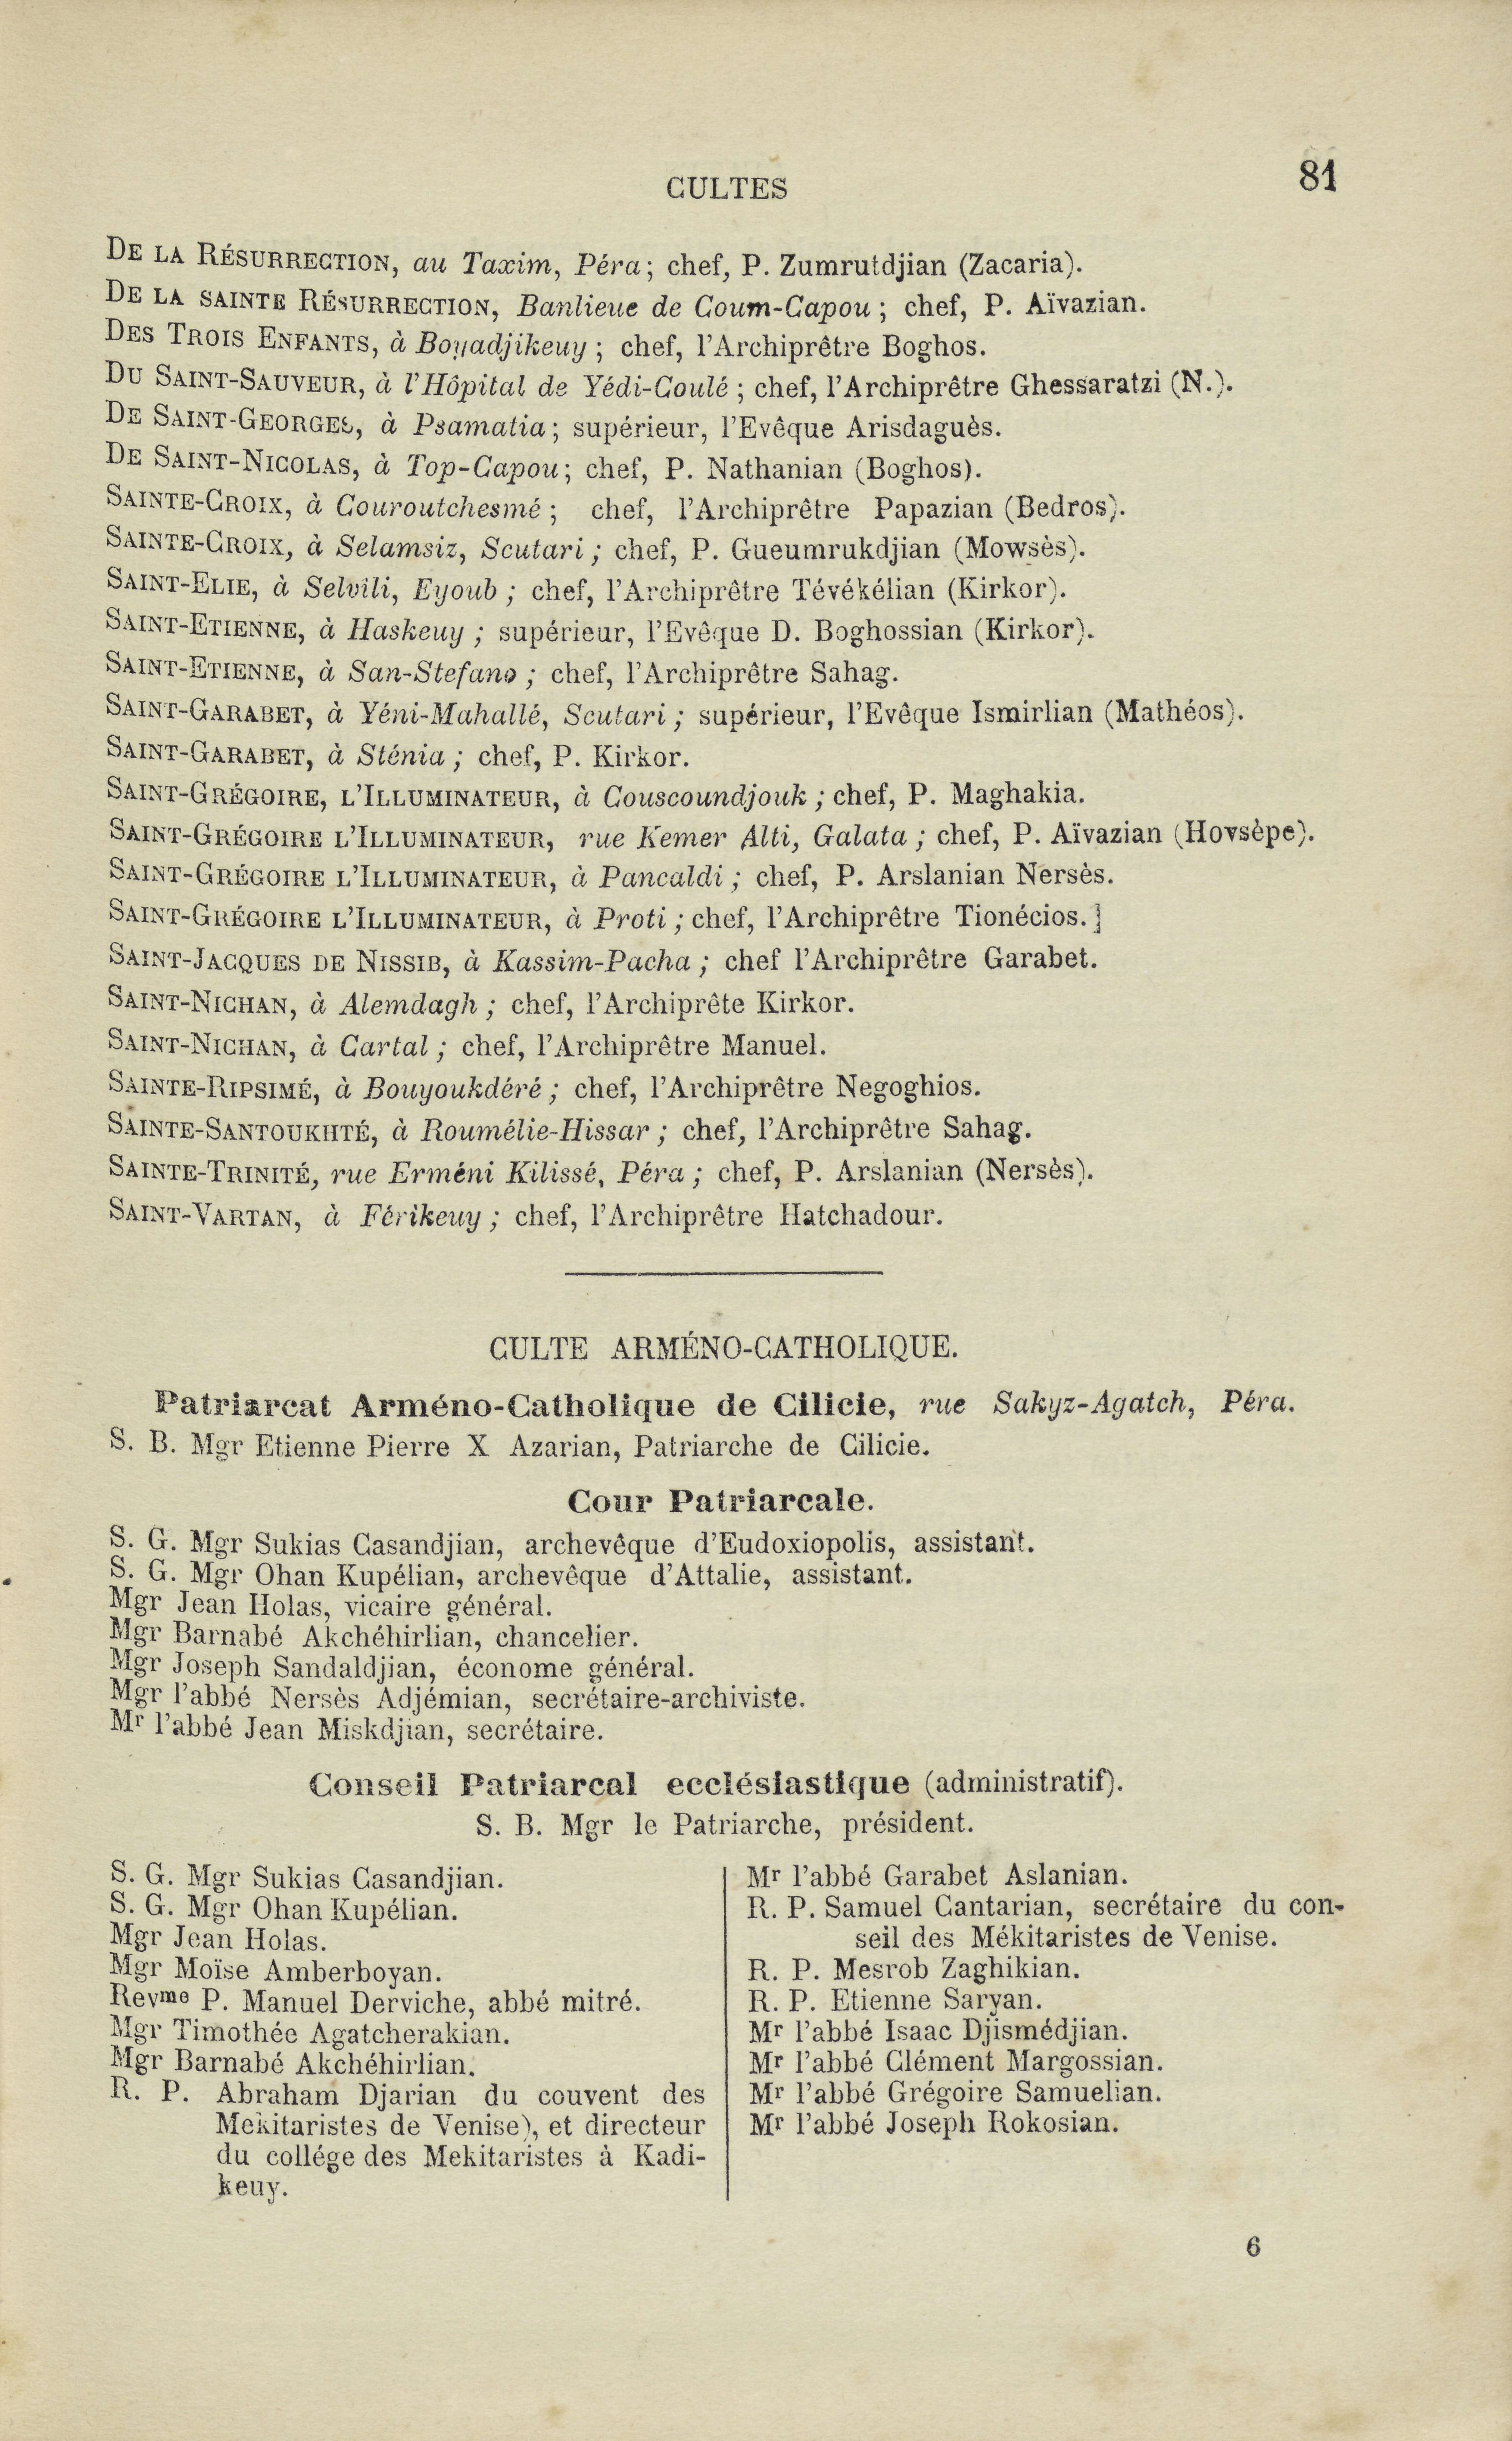 CULTES
81
DE LA RÉSURRECTION, au Taxim, Péra; chef, P. Zumrutdjian (Zacaria).
DE LA SAINTE RÉSURRECTION, Banlieue de Coum-Capou; chef, P. Aïvazian.
DES TROIS ENFANTS, à Boyadjikeuy; chef, l'Archiprêtre Boghos.
DU SAINT-SAUVEUR, à l'Hôpital de Yédi-Coulé; chef, l'Archiprêtre Ghessaratzi (N.).
DE SAINT-GEORGES, à Psamatia; supérieur, l'Evêque Arisdaguès.
DE SAINT-NICOLAS, à Top-Capou; chef, P. Nathanian (Boghos).
SAINTE-CROIX, à Couroutchesmé; chef, l'Archiprêtre Papazian (Bedros).
SAINTE-CROIX, à Selamsiz, Scutari; chef, P. Gueumrukdjian (Mowsès).
SAINT-ELIE, à Selvili, Eyoub; chef, l'Archiprêtre Tévékélian (Kirkor).
SAINT-ETIENNE, à Haskeuy; supérieur, l'Evêque D. Boghossian (Kirkor).
SAINT-ETIENNE, à San-Stefano; chef, l'Archiprêtre Sahag.
SAINT-GARABET, à Yéni-Mahallé, Scutari; supérieur, l'Evêque Ismirlian (Mathéos).
SAINT-GARABET, à Sténia; chef, P. Kirkor.
SAINT-GRÉGOIRE, L'ILLUMINATEUR, à Couscoundjouk; chef, P. Maghakia.
SAINT-GRÉGOIRE L'ILLUMINATEUR, rue Kemer Alti, Galata; chef, P. Aïvazian (Hovsèpe).
SAINT-GRÉGOIRE L'ILLUMINATEUR, à Pancaldi; chef, P. Arslanian Nersès.
SAINT-GRÉGOIRE L'ILLUMINATEUR, à Proti; chef, l'Archiprêtre Tionécios.]
SAINT-JACQUES DE NISSIB, à Kassim-Pacha; chef l'Archiprêtre Garabet.
SAINT-NICHAN, à Alemdagh; chef, l'Archiprête Kirkor.
SAINT-NICHAN, à Cartal; chef, l'Archiprêtre Manuel.
SAINTE-RIPSIMÉ, à Bouyoukdéré; chef, l'Archiprêtre Negoghios.
SAINTE-SANTOUKHTÉ, à Roumélie-Hissar; chef, l'Archiprêtre Sahag.
SAINTE-TRINITÉ, rue Erméni Kilissé, Péra; chef, P. Arslanian (Nersès).
SAINT-VARTAN, à Férikeuy; chef, l'Archiprêtre Hatchadour.
CULTE ARMÉNO-CATHOLIQUE.
Patriarcat Arméno-Catholique de Cilicie, rue Sakyz-Agatch, Péra.
S. B. Mgr Etienne Pierre X Azarian, Patriarche de Cilicie.
Cour Patriarcale.
S. G. Mgr Sukias Casandjian, archevêque d'Eudoxiopolis, assistant.
S. G. Mgr Ohan Kupélian, archevêque d'Attalie, assistant.
Mgr Jean Holas, vicaire général.
Mgr Barnabé Akchéhirlian, chancelier.
Mgr Joseph Sandaldjian, économe général.
Mgr l'abbé Nersès Adjémian, secrétaire-archiviste.
Mr l'abbé Jean Miskdjian, secrétaire.
Conseil Patriarcal ecclésiastique (administratif).
S. B. Mgr le Patriarche, président.
S. G. Mgr Sukias Casandjian.
S. G. Mgr Ohan Kupélian.
Mgr Jean Holas.
Mgr Moïse Amberboyan.
Revme P. Manuel Derviche, abbé mitré.
Mgr Timothée Agatcherakian.
Mgr Barnabé Akchéhirlian.
R. P. Abraham Djarian du couvent des
Mekitaristes de Venise), et directeur
du collége des Mekitaristes à Kadi-
keuy.
Mr l'abbé Garabet Aslanian.
R. P. Samuel Cantarian, secrétaire du con-
seil des Mékitaristes de Venise.
R. P. Mesrob Zaghikian.
R. P. Etienne Saryan.
Mr l'abbé Isaac Djismédjian.
Mr l'abbé Clément Margossian.
Mr l'abbé Grégoire Samuelian.
Mr l'abbé Joseph Rokosian.
6